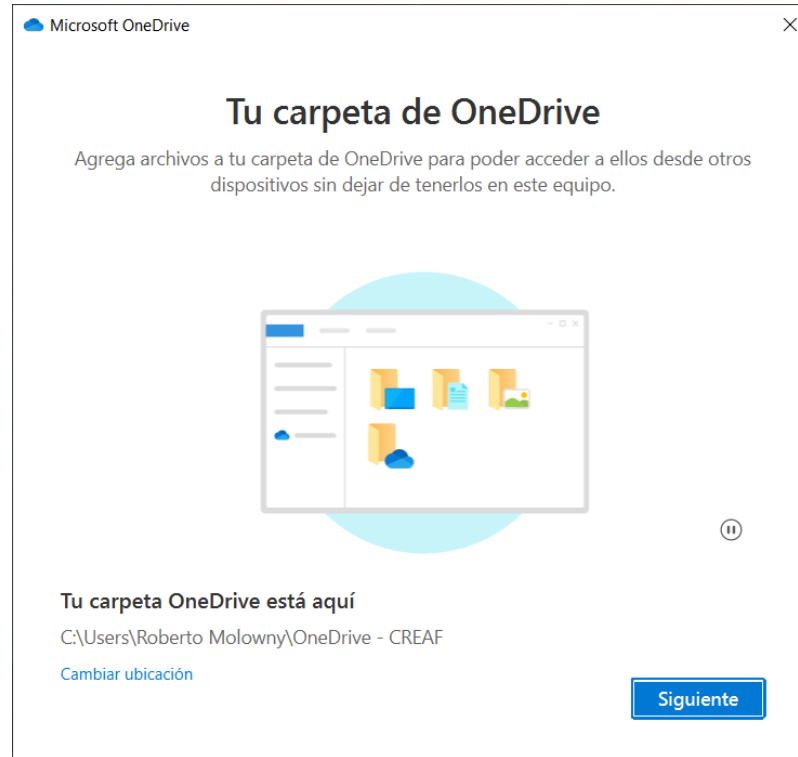 Microsoft OneDrive
Tu carpeta de OneDrive
Agrega archivos a tu carpeta de OneDrive para poder acceder a ellos desde otros
dispositivos sin dejar de tenerlos en este equipo.
Tu carpeta OneDrive está aquí
C:\Users\Roberto Molowny\OneDrive - CREAF
Cambiar ubicación
Siguiente